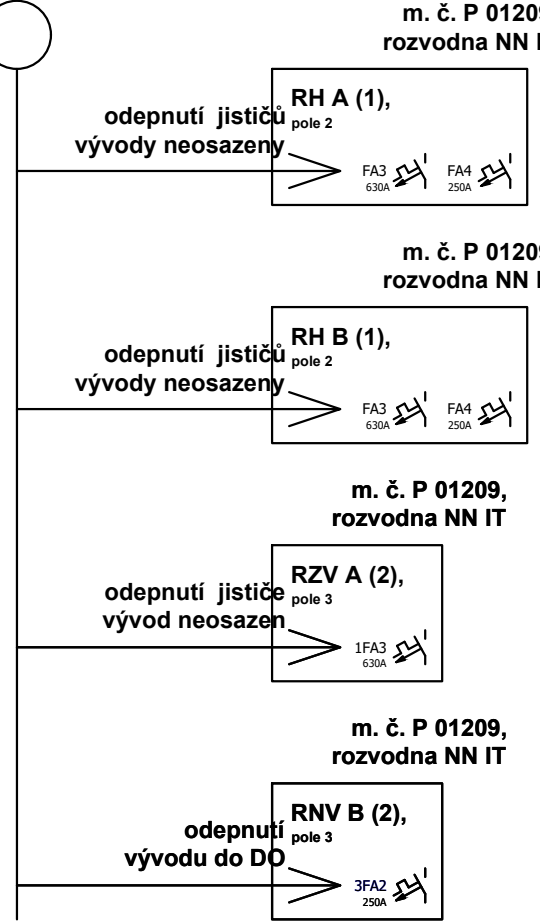 m. č. P 01209
rozvodna NN
odepnutí jističů
vývody neosazeny
RH A (1),
pole 2
FA3
630A
FA4
250A
m. č. P 01209
rozvodna NN
odepnutí jističů
vývody neosazeny
RH B (1),
pole 2
FA3
630A
FA4
250A
m. č. P 01209,
rozvodna NN IT
odepnutí jističe
vývod neosazen
RZV A (2),
pole 3
1FA3
630A
m. č. P 01209,
rozvodna NN IT
odepnutí
vývodu do DO
RNV B (2),
pole 3
3FA2
250A